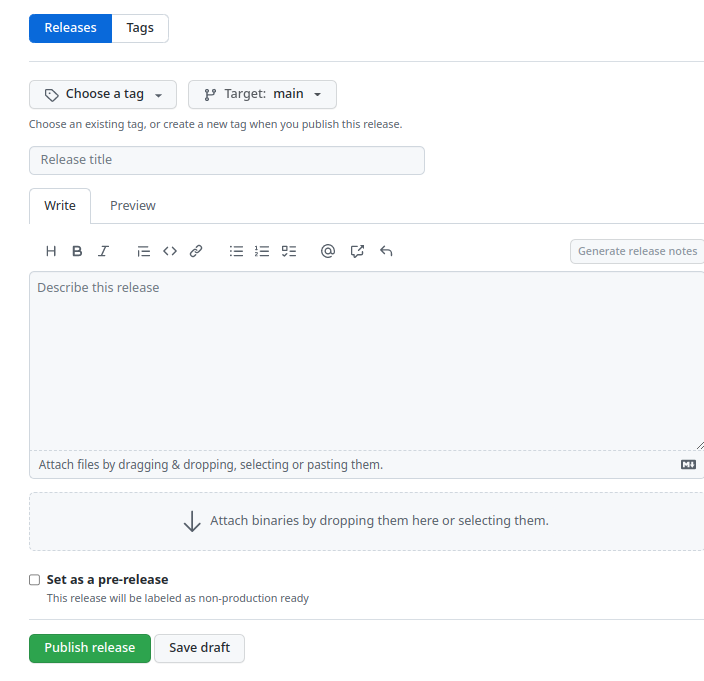 Releases Tags
Choose a tag Target: main
Choose an existing tag, or create a new tag when you publish this release.
Release title
Write Preview
H B I @ Generate release notes
Describe this release
Attach files by dragging & dropping, selecting or pasting them.
Attach binaries by dropping them here or selecting them.
Set as a pre-release
This release will be labeled as non-production ready
Publish release Save draft